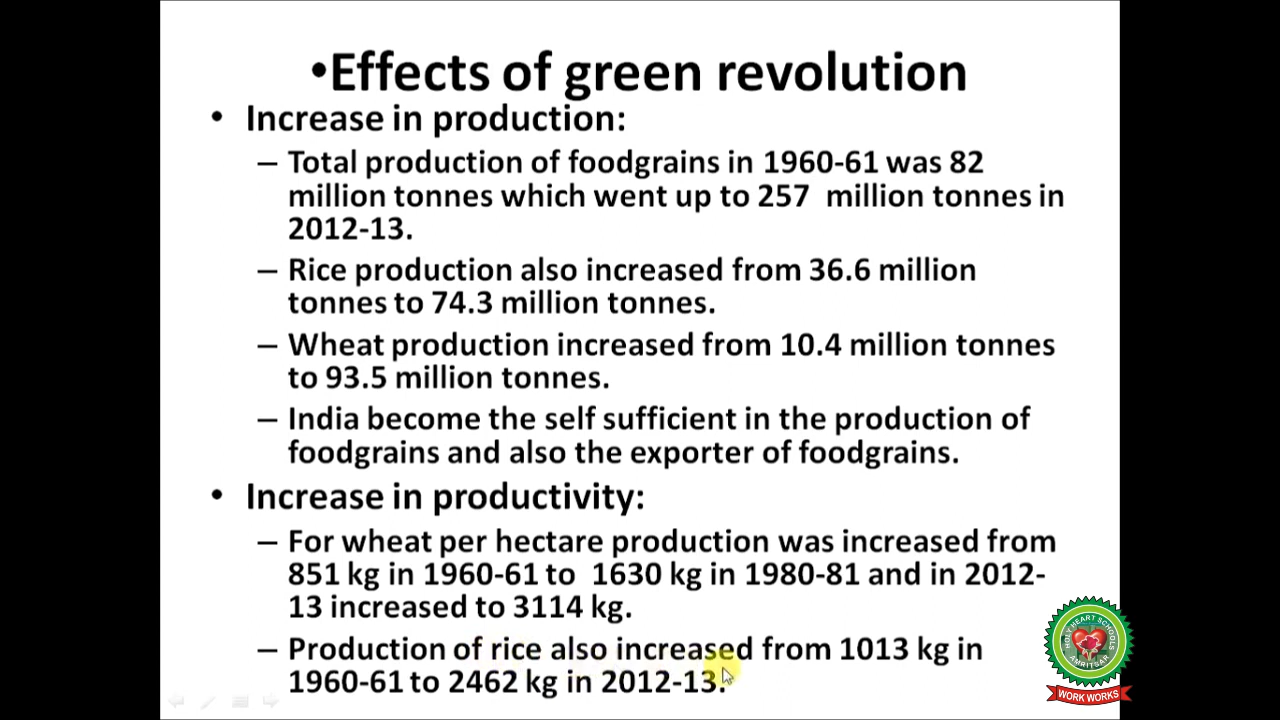 •Effects of green revolution
• Increase in production:
– Total production of foodgrains in 1960-61 was 82
million tonnes which went up to 257 million tonnes in
2012-13.
– Rice production also increased from 36.6 million
tonnes to 74.3 million tonnes.
– Wheat production increased from 10.4 million tonnes
to 93.5 million tonnes.
– India become the self sufficient in the production of
foodgrains and also the exporter of foodgrains.
• Increase in productivity:
– For wheat per hectare production was increased from
851 kg in 1960-61 to 1630 kg in 1980-81 and in 2012-
13 increased to 3114 kg.
– Production of rice also increased from 1013 kg in
1960-61 to 2462 kg in 2012-13.
HOLY HEART SCHOOLS
AMRITSAR
WORK WORKS